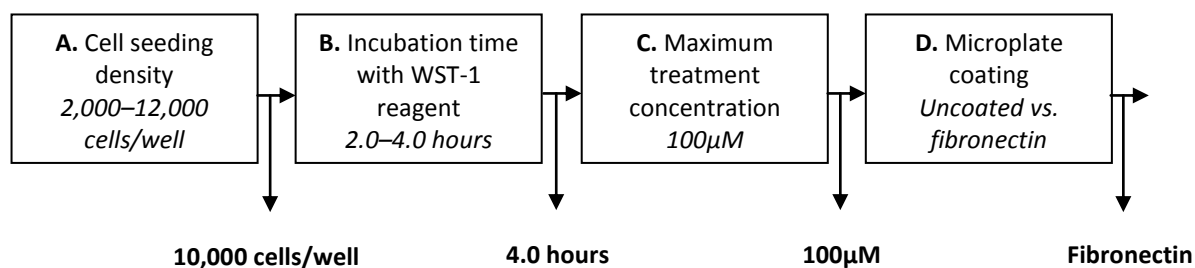 A. Cell seeding
density
2,000–12,000
cells/well
B. Incubation time
with WST-1
reagent
2.0–4.0 hours
C. Maximum
treatment
concentration
100µM
D. Microplate
coating
Uncoated vs.
fibronectin
10,000 cells/well
4.0 hours
100µM
Fibronectin